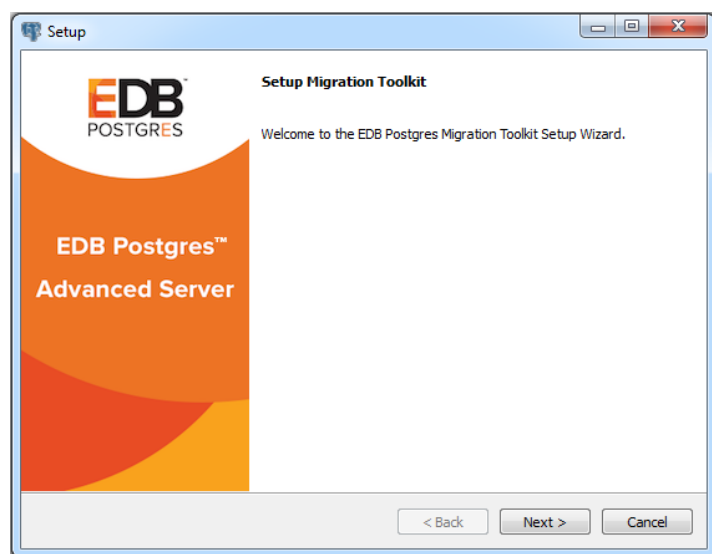 Setup
EDB™
POSTGRES
Setup Migration Toolkit
Welcome to the EDB Postgres Migration Toolkit Setup Wizard.
EDB Postgres™
Advanced Server
< Back
Next >
Cancel